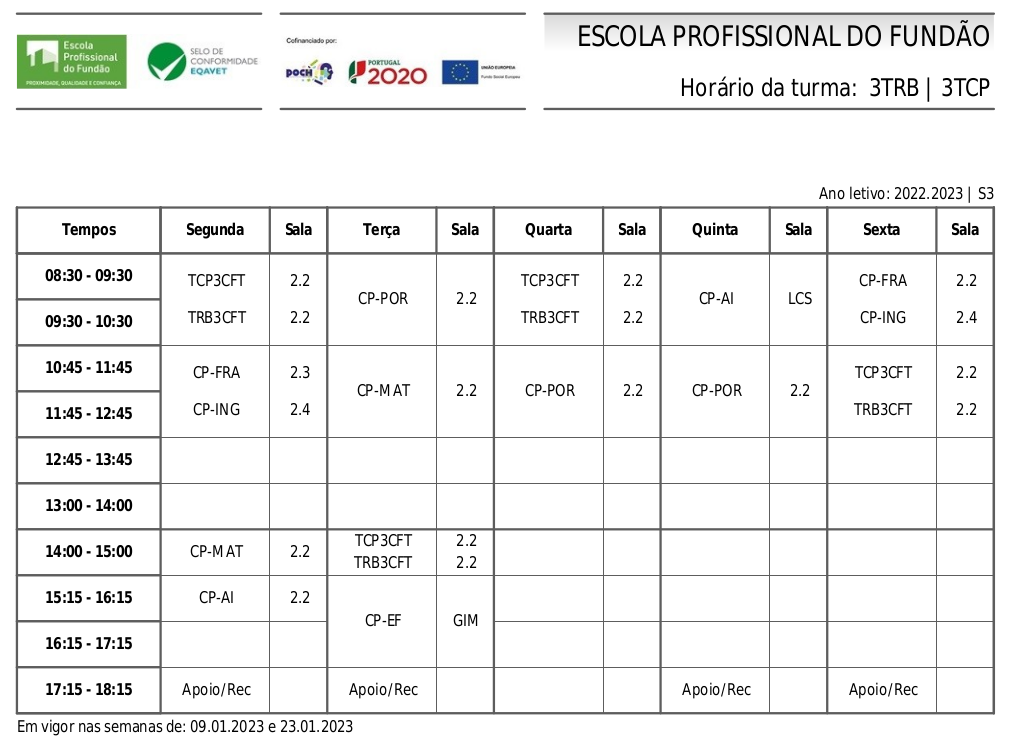 Escola
Profissional
do Fundão
PROXIMIDADE, QUALIDADE E CONFIANÇA
SELO DE
CONFORMIDADE
EQAVET
Cofinanciado por:
POCH
PORTUGAL
2020
UNIÃO EUROPEIA
Fundo Social Europeu
ESCOLA PROFISSIONAL DO FUNDÃO
Horário da turma: 3TRB | 3TCP
Ano letivo: 2022.2023 | S3
Tempos Segunda Sala Terça Sala Quarta Sala Quinta Sala Sexta Sala
08:30 - 09:30 TCP3CFT 2.2 CP-POR 2.2 TCP3CFT 2.2 CP-AI LCS CP-FRA 2.2
09:30 - 10:30 TRB3CFT 2.2 TRB3CFT 2.2 CP-ING 2.4
10:45 - 11:45 CP-FRA 2.3 CP-MAT 2.2 CP-POR 2.2 CP-POR 2.2 TCP3CFT 2.2
11:45 - 12:45 CP-ING 2.4 TRB3CFT 2.2
12:45 - 13:45
13:00 - 14:00
14:00 - 15:00 CP-MAT 2.2 TCP3CFT 2.2
TRB3CFT 2.2
15:15 - 16:15 CP-AI 2.2 CP-EF GIM
16:15 - 17:15
17:15 - 18:15 Apoio/Rec Apoio/Rec Apoio/Rec Apoio/Rec
Em vigor nas semanas de: 09.01.2023 e 23.01.2023